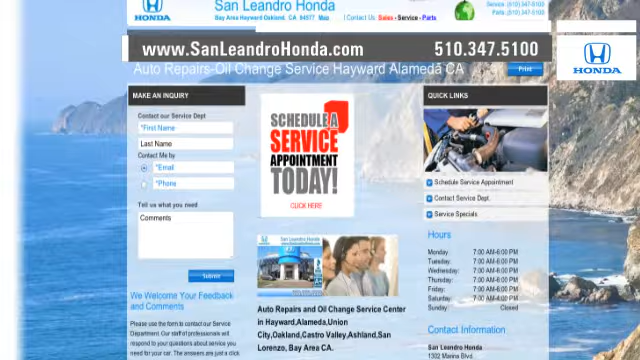 San Leandro Honda
HONDA
Bay Area Hayward Oakland, CA 94577 Map
Contact Us: Sales - Service - Parts
Service: (510) 347-5100
Parts: (510) 347-5100
www.SanLeandroHonda.com 510.347.5100
HONDA
Auto Repairs-Oil Change Service Hayward Alameda CA
Print
MAKE AN INQUIRY
Contact our Service Dept
*First Name
Last Name
Contact Me by
*Email
*Phone
Tell us what you need
Comments
Submit
We Welcome Your Feedback
and Comments
Please use the form to contact our Service
Department. Our staff of professionals will
respond to your questions about service you
need for your car. The answers are just a click
SCHEDULE A
SERVICE
APPOINTMENT
TODAY!
CLICK HERE
San Leandro Honda
Auto Repairs and Oil Change Service Center
in Hayward,Alameda,Union
City,Oakland,Castro Valley,Ashland,San
Lorenzo, Bay Area CA.
QUICK LINKS
Schedule Service Appointment
Contact Service Dept.
Service Specials
Hours
Monday: 7:00 AM-6:00 PM
Tuesday: 7:00 AM-6:00 PM
Wednesday: 7:00 AM-6:00 PM
Thursday: 7:00 AM-6:00 PM
Friday: 7:00 AM-6:00 PM
Saturday: 7:00 AM-4:00 PM
Sunday: Closed
Contact Information
San Leandro Honda
1302 Marina Blvd.